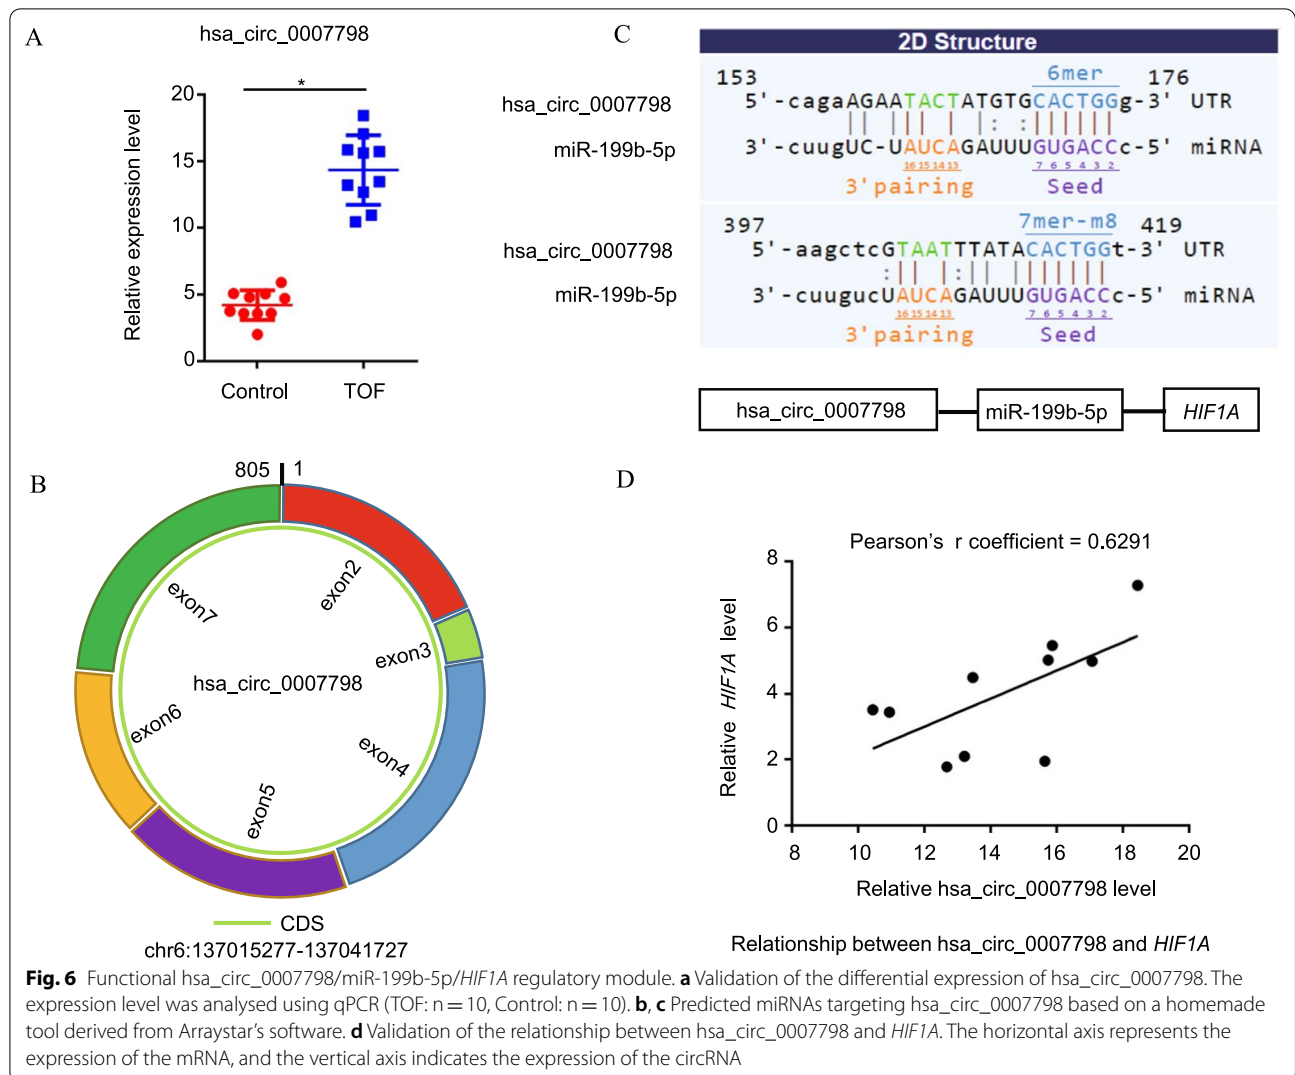 A
hsa_circ_0007798
*
Relative expression level
20
15
10
5
0
Control
TOF
C
2D Structure
6mer
153
176
hsa_circ_0007798
5'-cagaAGAATACTATGTGCACTGGg-3' UTR
miR-199b-5p
3'-cuugUC-UAUCAGAUUUGUGACCc-5' miRNA
16 15 14 13
7 6 5 4 3 2
3'pairing
Seed
397
7mer-m8
419
hsa_circ_0007798
5'-aagctcGTAATTTATACACTGGt-3' UTR
miR-199b-5p
3'-cuugucUAUCAGAUUUGUGACCc-5' miRNA
16 15 14 13
7 6 5 4 3 2
3'pairing
Seed
hsa_circ_0007798
miR-199b-5p
HIF1A
B
805
1
exon2
exon3
exon4
exon5
exon6
exon7
hsa_circ_0007798
CDS
chr6:137015277-137041727
D
Pearson's r coefficient = 0.6291
Relative HIF1A level
8
6
4
2
0
8
10
12
14
16
18
20
Relative hsa_circ_0007798 level
Relationship between hsa_circ_0007798 and HIF1A
Fig. 6 Functional hsa_circ_0007798/miR-199b-5p/HIF1A regulatory module. a Validation of the differential expression of hsa_circ_0007798. The
expression level was analysed using qPCR (TOF: n = 10, Control: n = 10). b, c Predicted miRNAs targeting hsa_circ_0007798 based on a homemade
tool derived from Arraystar's software. d Validation of the relationship between hsa_circ_0007798 and HIF1A. The horizontal axis represents the
expression of the mRNA, and the vertical axis indicates the expression of the circRNA